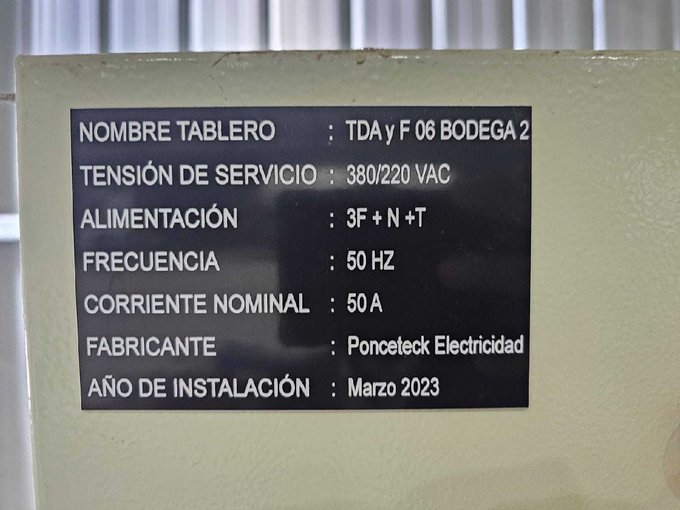 NOMBRE TABLERO : TDA y F 06 BODEGA 2
TENSIÓN DE SERVICIO : 380/220 VAC
ALIMENTACIÓN : 3F + N +T
FRECUENCIA : 50 HZ
CORRIENTE NOMINAL : 50 A
FABRICANTE : Ponceteck Electricidad
AÑO DE INSTALACIÓN : Marzo 2023